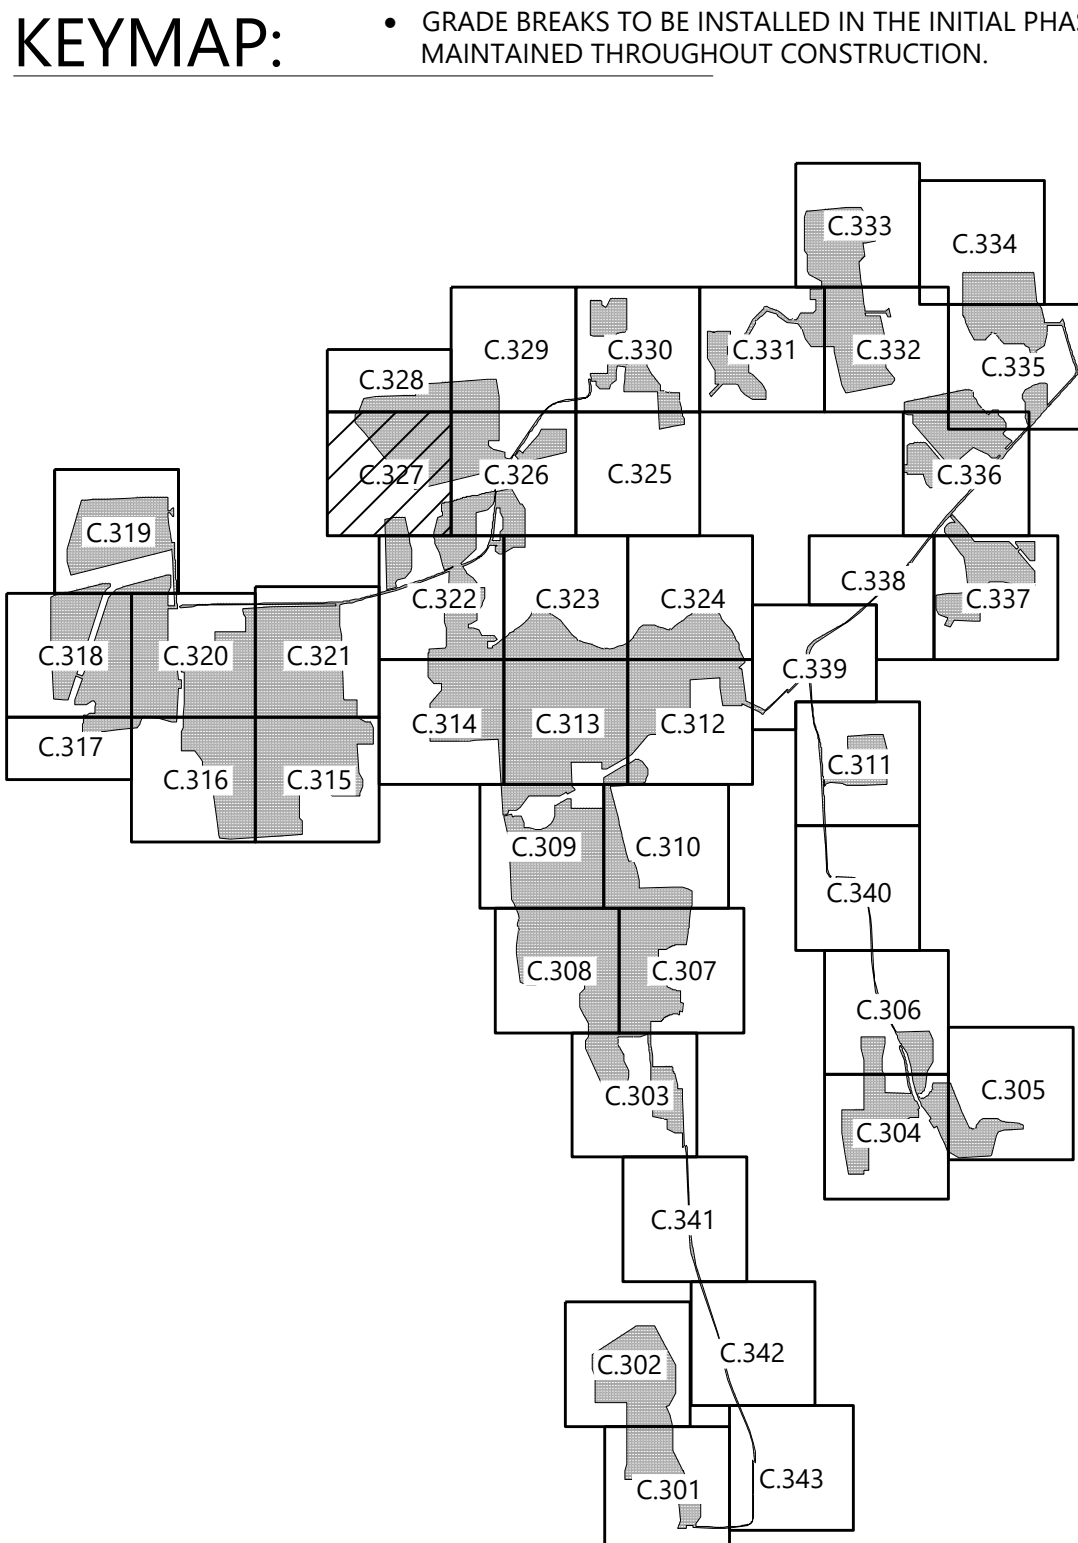 KEYMAP:
• GRADE BREAKS TO BE INSTALLED IN THE INITIAL
MAINTAINED THROUGHOUT CONSTRUCTION.
C.333
C.334
C.329
C.330
C.331
C.332
C.335
C.328
C.327
C.326
C.325
C.336
C.319
C.322
C.323
C.324
C.338
C.337
C.318
C.320
C.321
C.339
C.317
C.314
C.313
C.312
C.316
C.315
C.311
C.309
C.310
C.340
C.308
C.307
C.306
C.303
C.305
C.304
C.341
C.302
C.342
C.301
C.343